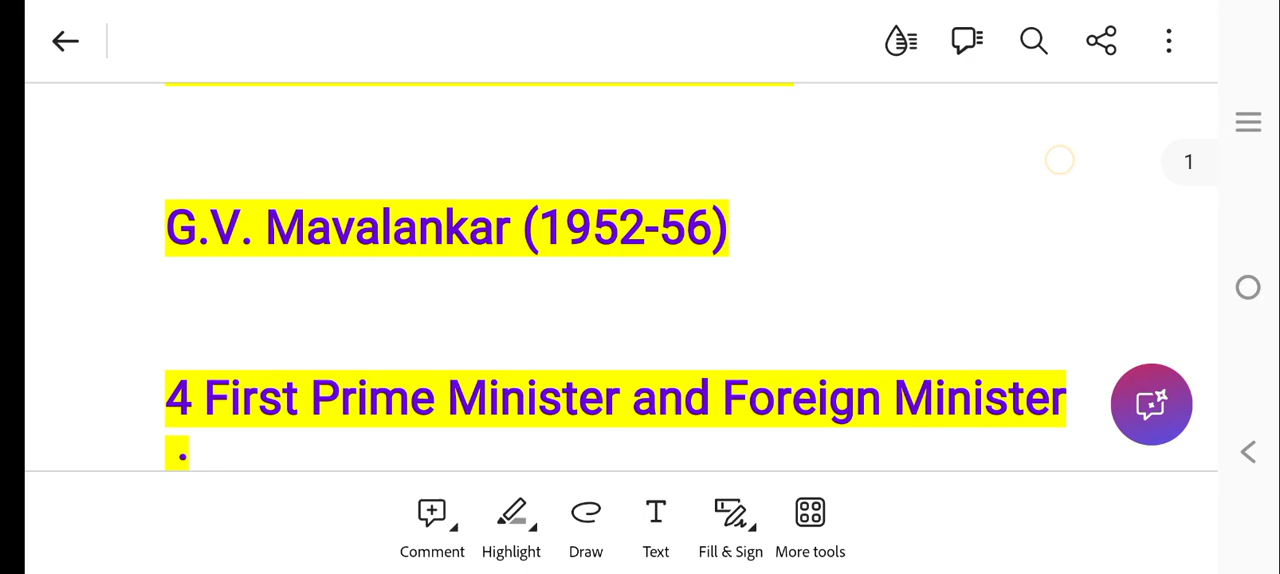 1
G.V. Mavalankar (1952-56)
4 First Prime Minister and Foreign Minister
Comment Highlight Draw Text Fill & Sign More tools